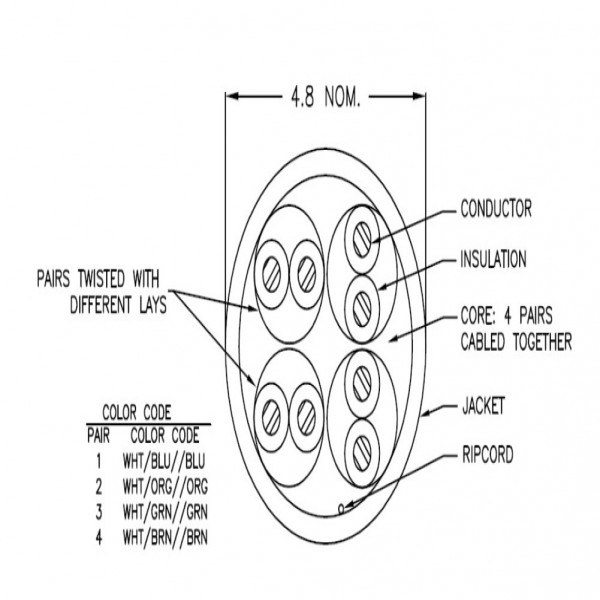 4.8 NOM.
CONDUCTOR
INSULATION
PAIRS TWISTED WITH
DIFFERENT LAYS
CORE: 4 PAIRS
CABLED TOGETHER
JACKET
RIPCORD
COLOR CODE
PAIR COLOR CODE
1 WHT/BLU//BLU
2 WHT/ORG//ORG
3 WHT/GRN//GRN
4 WHT/BRN//BRN